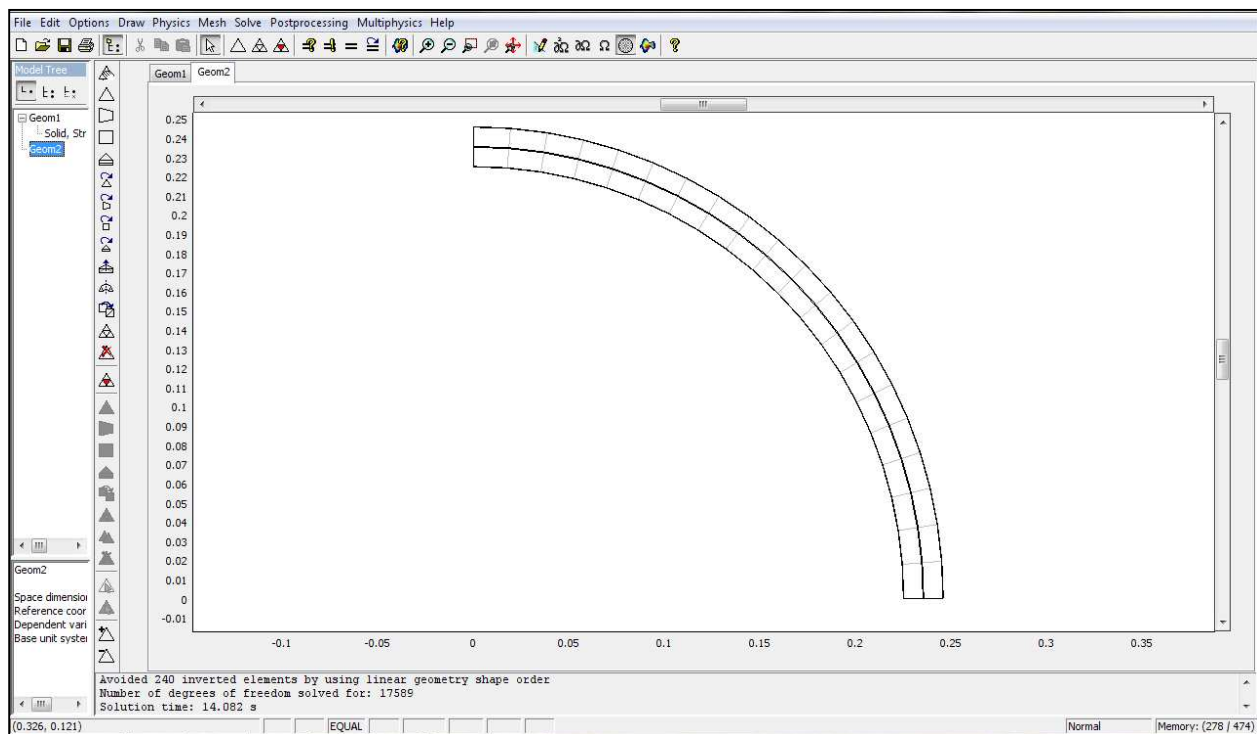 File Edit Options Draw Physics Mesh Solve Postprocessing Multiphysics Help
Model Tree
Geom1 Geom2
Geom1
Solid, Str
Geom2
0.25
0.24
0.23
0.22
0.21
0.2
0.19
0.18
0.17
0.16
0.15
0.14
0.13
0.12
0.11
0.1
0.09
0.08
0.07
0.06
0.05
0.04
0.03
0.02
0.01
0
-0.01
-0.1 -0.05 0 0.05 0.1 0.15 0.2 0.25 0.3 0.35
Geom2
Space dimension
Reference coor
Dependent vari
Base unit system
Avoided 240 inverted elements by using linear geometry shape order
Number of degrees of freedom solved for: 17589
Solution time: 14.082 s
(0.326, 0.121) EQUAL Normal Memory: (278 / 474)